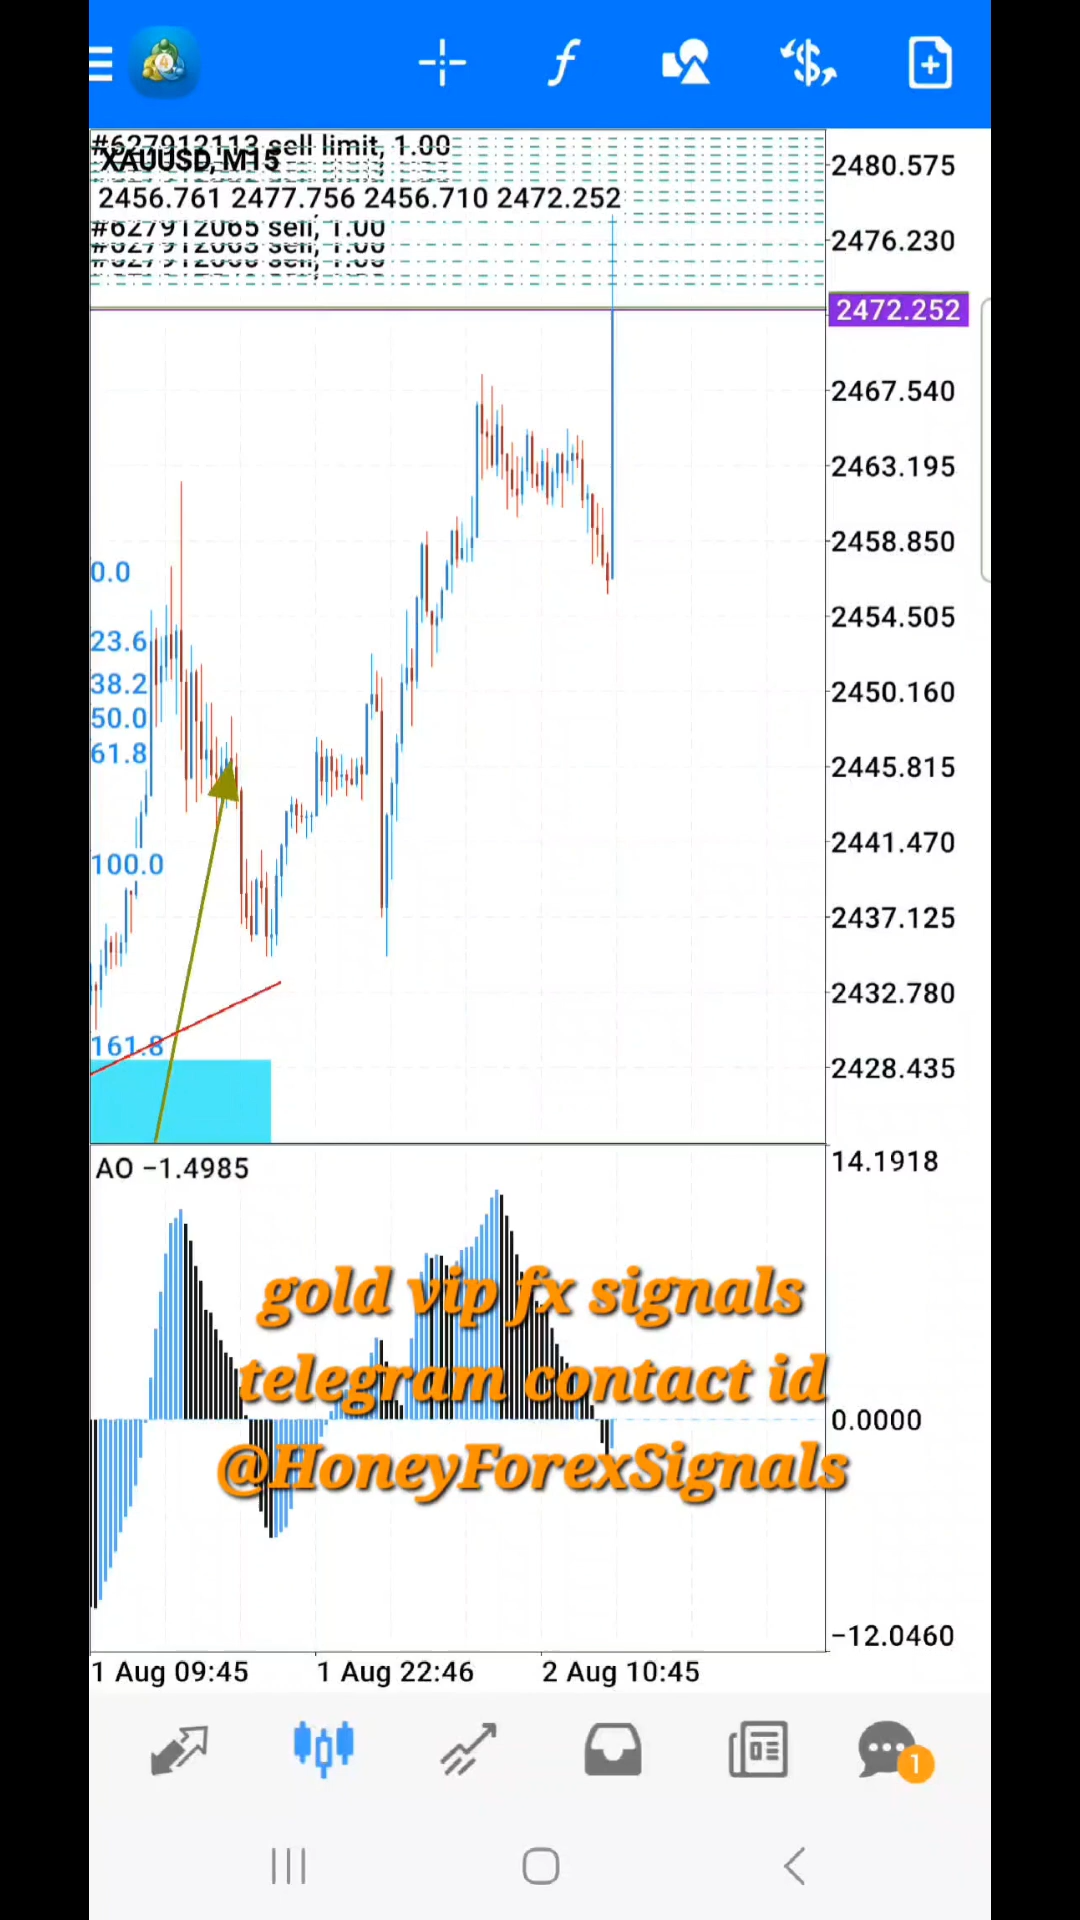 #627912113 sell limit, 1.00
XAUUSD, M15
2456.761 2477.756 2456.710 2472.252
#627912065 sell, 1.00
2480.575
2476.230
2472.252
2467.540
2463.195
2458.850
2454.505
2450.160
2445.815
2441.470
2437.125
2432.780
2428.435
0.0
23.6
38.2
50.0
61.8
100.0
161.8
AO −1.4985
14.1918
0.0000
−12.0460
gold vip fx signals
telegram contact id
@HoneyForexSignals
1 Aug 09:45
1 Aug 22:46
2 Aug 10:45
1